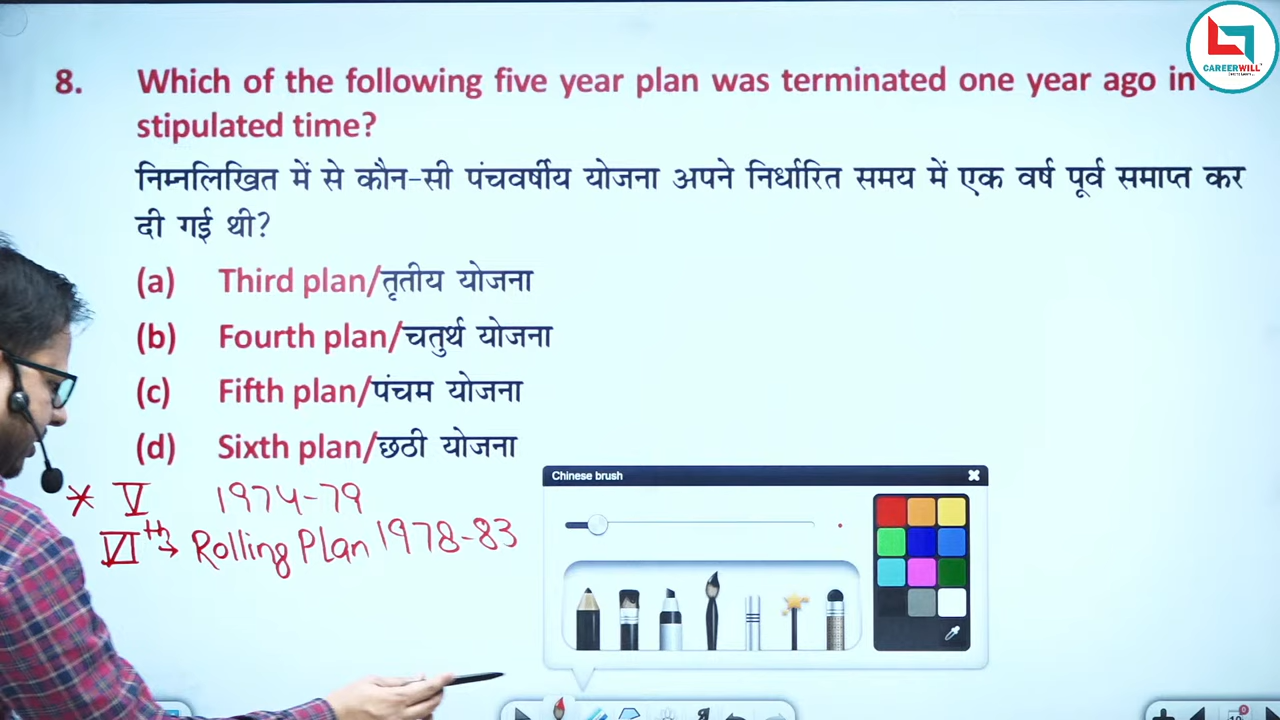 CAREERWILL
8. Which of the following five year plan was terminated one year ago in
stipulated time?
निम्नलिखित में से कौन-सी पंचवर्षीय योजना अपने निर्धारित समय में एक वर्ष पूर्व समाप्त कर
दी गई थी?
(a) Third plan/तृतीय योजना
(b) Fourth plan/चतुर्थ योजना
(c) Fifth plan/पंचम योजना
(d) Sixth plan/छठी योजना
Chinese brush
* V 1974-79
VIth → Rolling Plan 1978-83